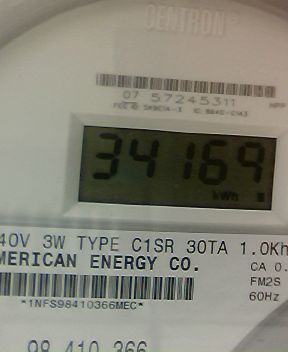 CENTRON®
07 57245311
34169
kWh
40V 3W TYPE C1SR 30TA 1.0Kh
MERICAN ENERGY CO.
CA 0.
FM2S
60Hz
*1NFS98410366MEC*
98 410 366